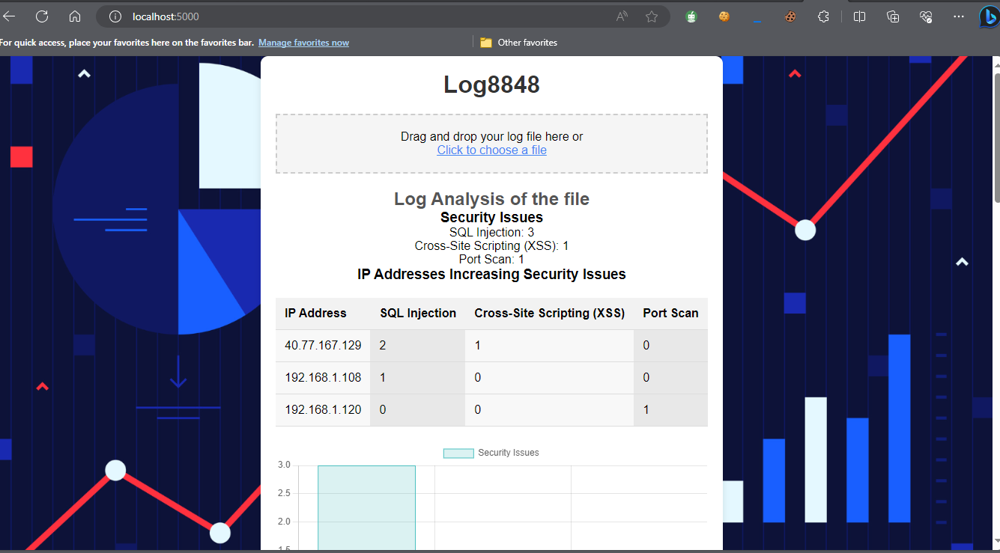 localhost:5000
For quick access, place your favorites here on the favorites bar. Manage favorites now
Other favorites
Log8848
Drag and drop your log file here or
Click to choose a file
Log Analysis of the file
Security Issues
SQL Injection: 3
Cross-Site Scripting (XSS): 1
Port Scan: 1
IP Addresses Increasing Security Issues
IP Address SQL Injection Cross-Site Scripting (XSS) Port Scan
40.77.167.129 2 1 0
192.168.1.108 1 0 0
192.168.1.120 0 0 1
Security Issues
3.0
2.5
2.0
1.5